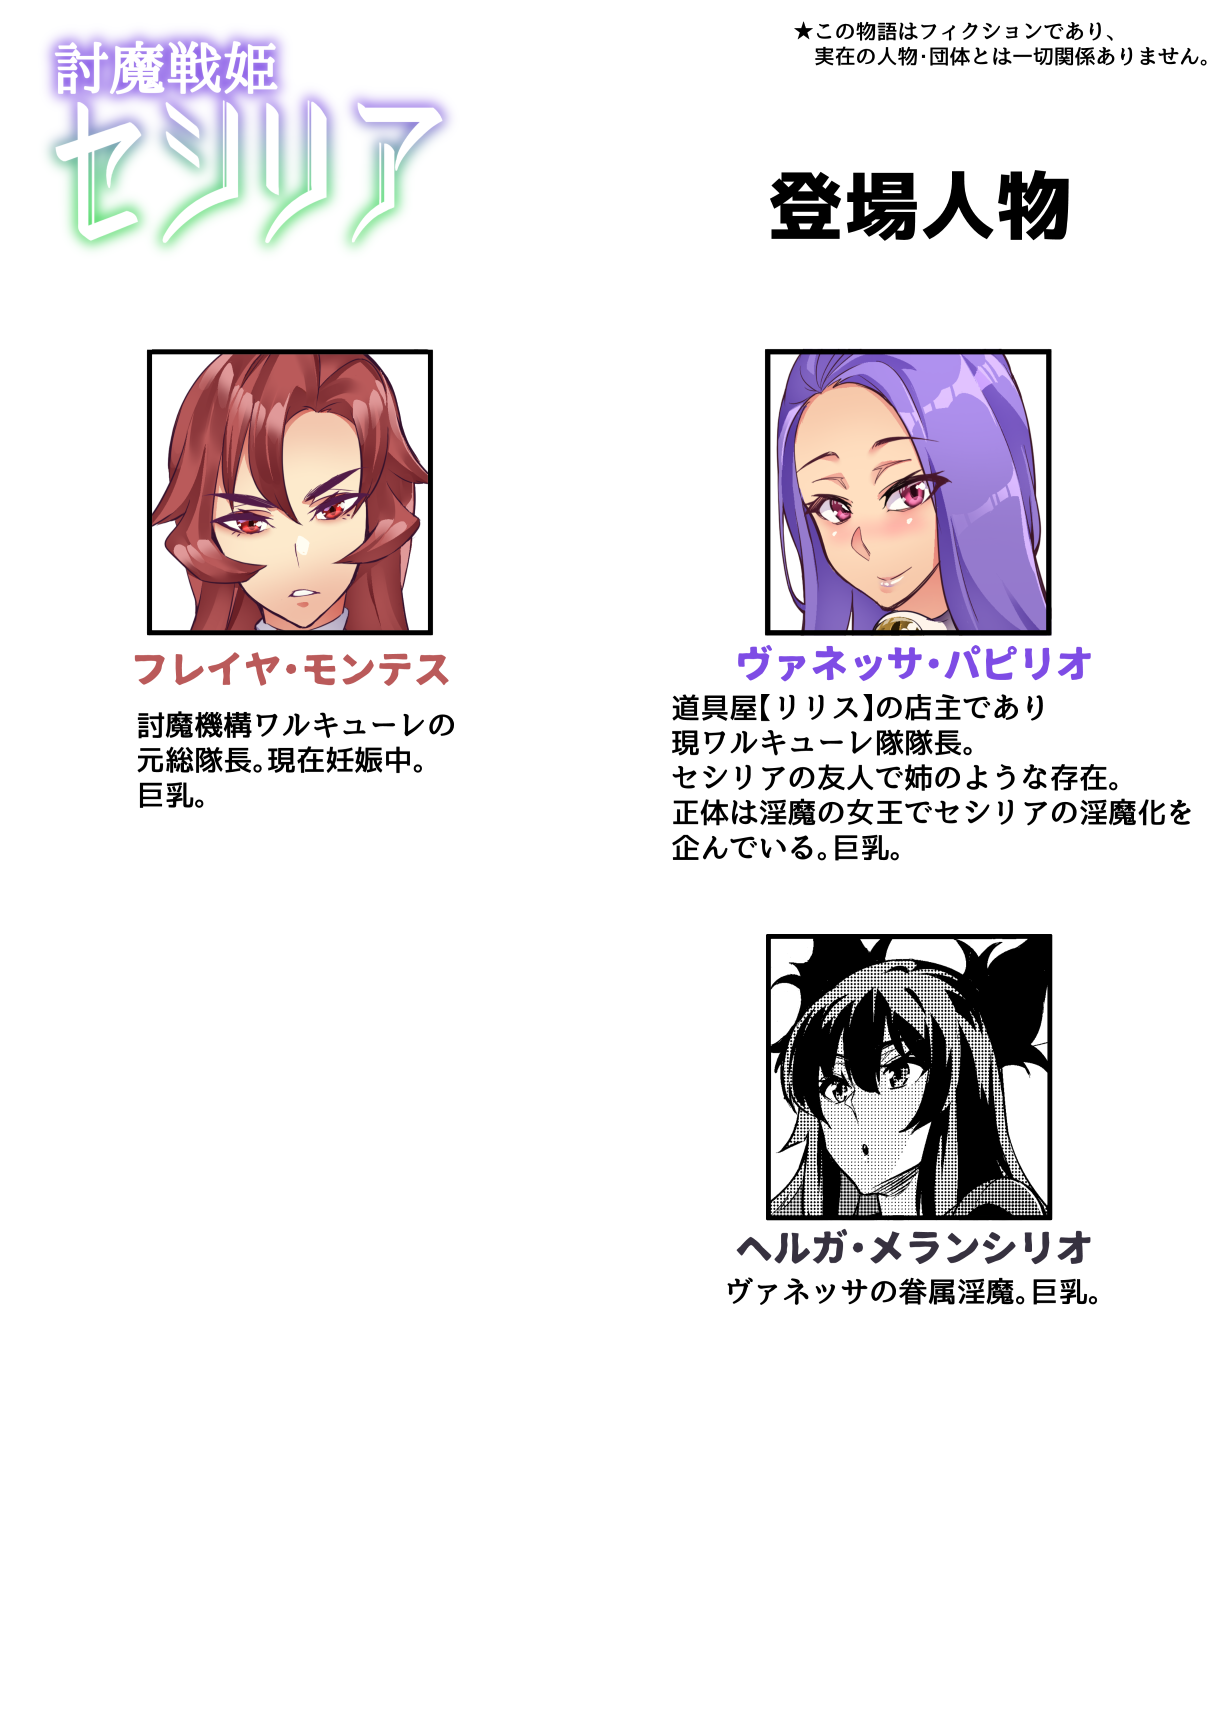 ★この物語はフィクションであり、
実在の人物・団体とは一切関係ありません。
討魔戦姫
セシリア
登場人物
ヴァネッサ・パピリオ
道具屋【リリス】の店主であり
現ワルキューレ隊隊長。
セシリアの友人で姉のような存在。
正体は淫魔の女王でセシリアの淫魔化を
企んでいる。巨乳。
フレイヤ・モンテス
討魔機構ワルキューレの
元総隊長。現在妊娠中。
巨乳。
ヘルガ・メランシリオ
ヴァネッサの眷属淫魔。巨乳。